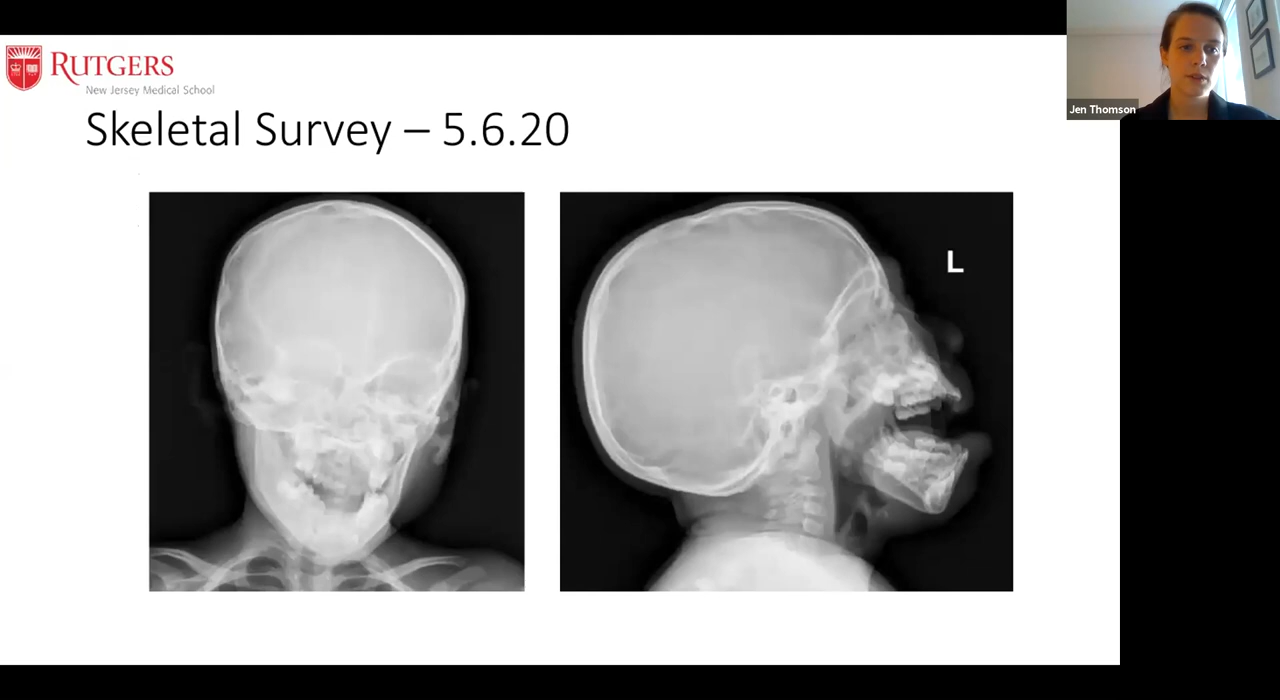 RUTGERS
New Jersey Medical School
Skeletal Survey – 5.6.20
L
Jen Thomson